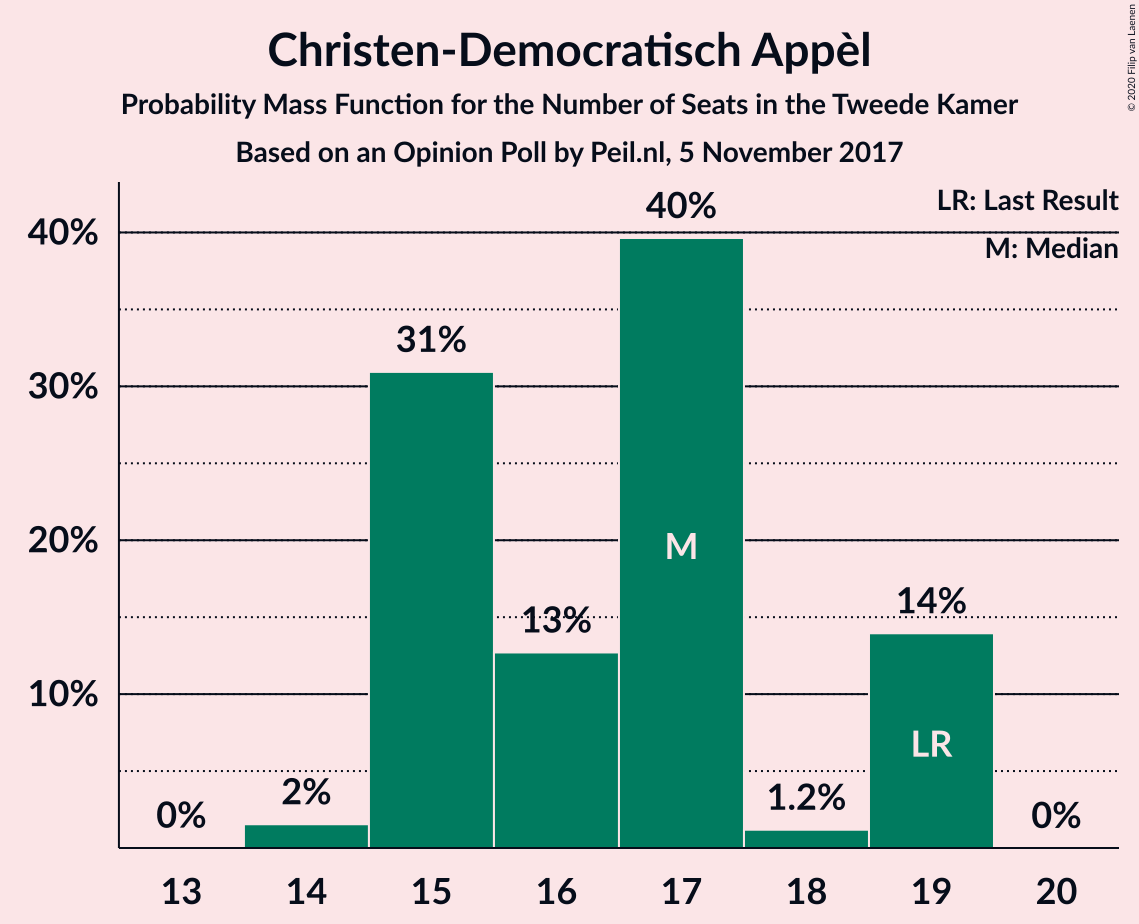 Christen-Democratisch Appèl
Probability Mass Function for the Number of Seats in the Tweede Kamer
Based on an Opinion Poll by Peil.nl, 5 November 2017
© 2020 Filip van Laenen
LR: Last Result
M: Median
40%
30%
20%
10%
0%
2%
31%
13%
40%
M
1.2%
14%
LR
0%
13 14 15 16 17 18 19 20